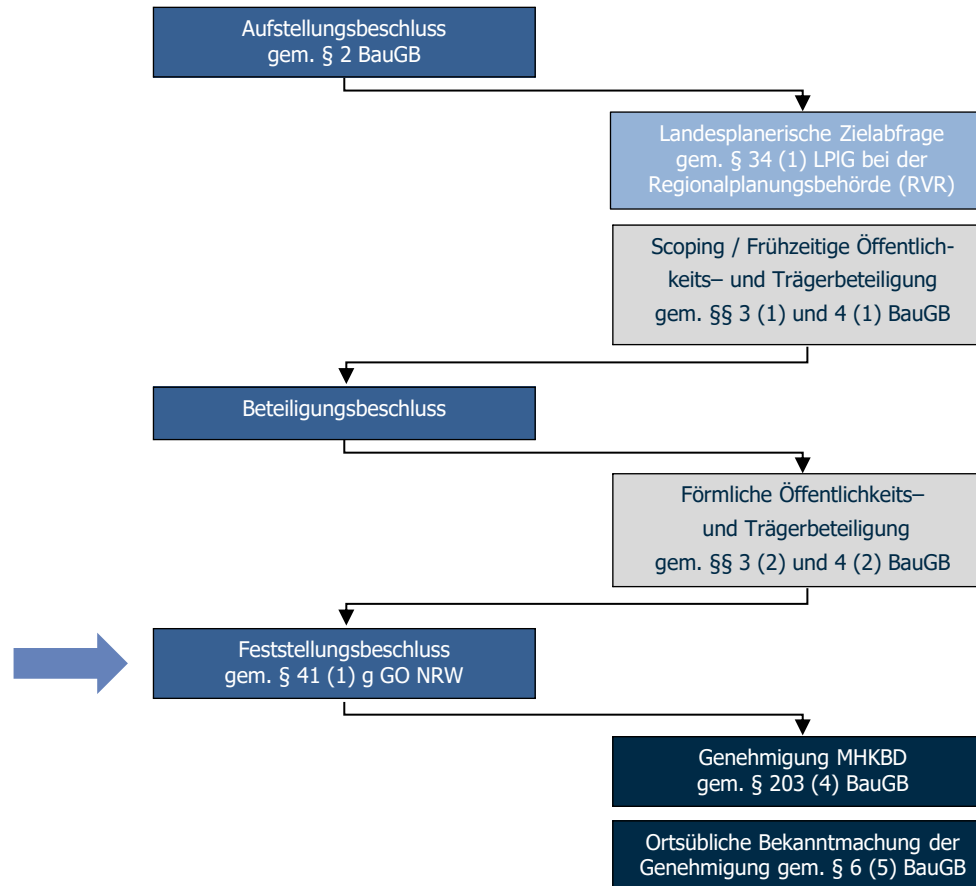 Aufstellungsbeschluss
gem. § 2 BauGB
Landesplanerische Zielabfrage
gem. § 34 (1) LPlG bei der
Regionalplanungsbehörde (RVR)
Scoping / Frühzeitige Öffentlich-
keits– und Trägerbeteiligung
gem. §§ 3 (1) und 4 (1) BauGB
Beteiligungsbeschluss
Förmliche Öffentlichkeits–
und Trägerbeteiligung
gem. §§ 3 (2) und 4 (2) BauGB
Feststellungsbeschluss
gem. § 41 (1) g GO NRW
Genehmigung MHKBD
gem. § 203 (4) BauGB
Ortsübliche Bekanntmachung der
Genehmigung gem. § 6 (5) BauGB